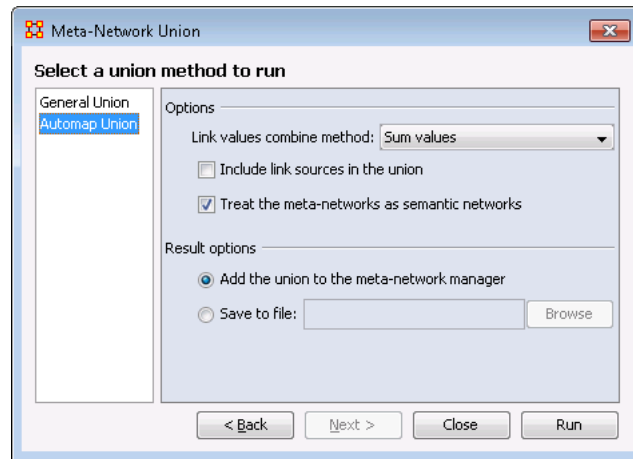 Meta-Network Union
Select a union method to run
General Union
Automap Union
Options
Link values combine method: Sum values
Include link sources in the union
Treat the meta-networks as semantic networks
Result options
Add the union to the meta-network manager
Save to file: Browse
< Back Next > Close Run